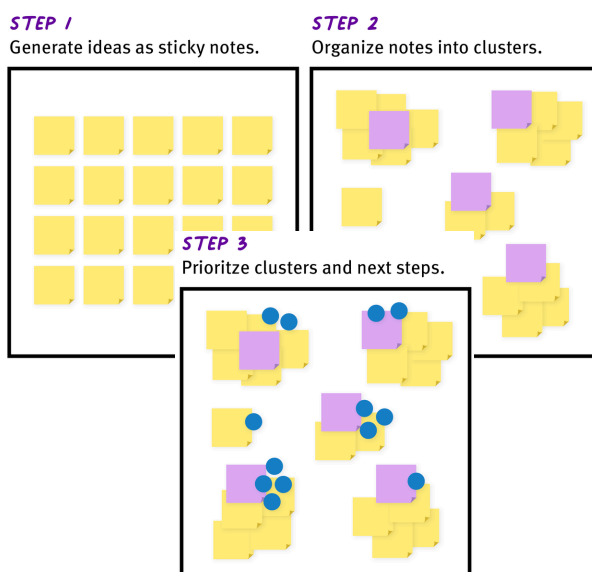 STEP 1
Generate ideas as sticky notes.
STEP 2
Organize notes into clusters.
STEP 3
Prioritze clusters and next steps.